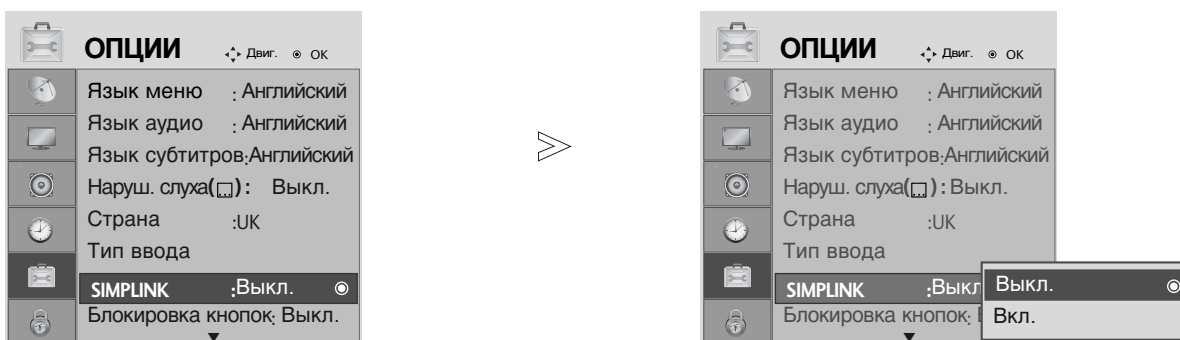 ОПЦИИ Двиг. ОК
Язык меню : Английский
Язык аудио : Английский
Язык субтитров:Английский
Наруш. слуха( ) : Выкл.
Страна :UK
Тип ввода
SIMPLINK :Выкл.
Блокировка кнопок: Выкл.
ОПЦИИ Двиг. ОК
Язык меню : Английский
Язык аудио : Английский
Язык субтитров:Английский
Наруш. слуха( ) : Выкл.
Страна :UK
Тип ввода
SIMPLINK :Выкл
Блокировка кнопок:
Выкл.
Вкл.